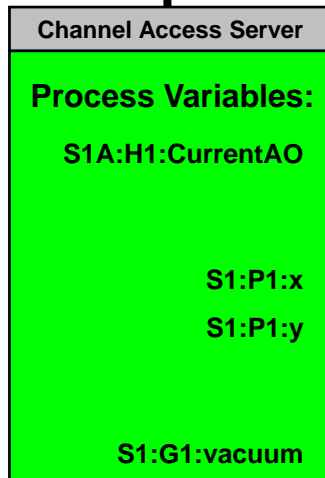 Channel Access Server
Process Variables:
S1A:H1:CurrentAO
S1:P1:x
S1:P1:y
S1:G1:vacuum